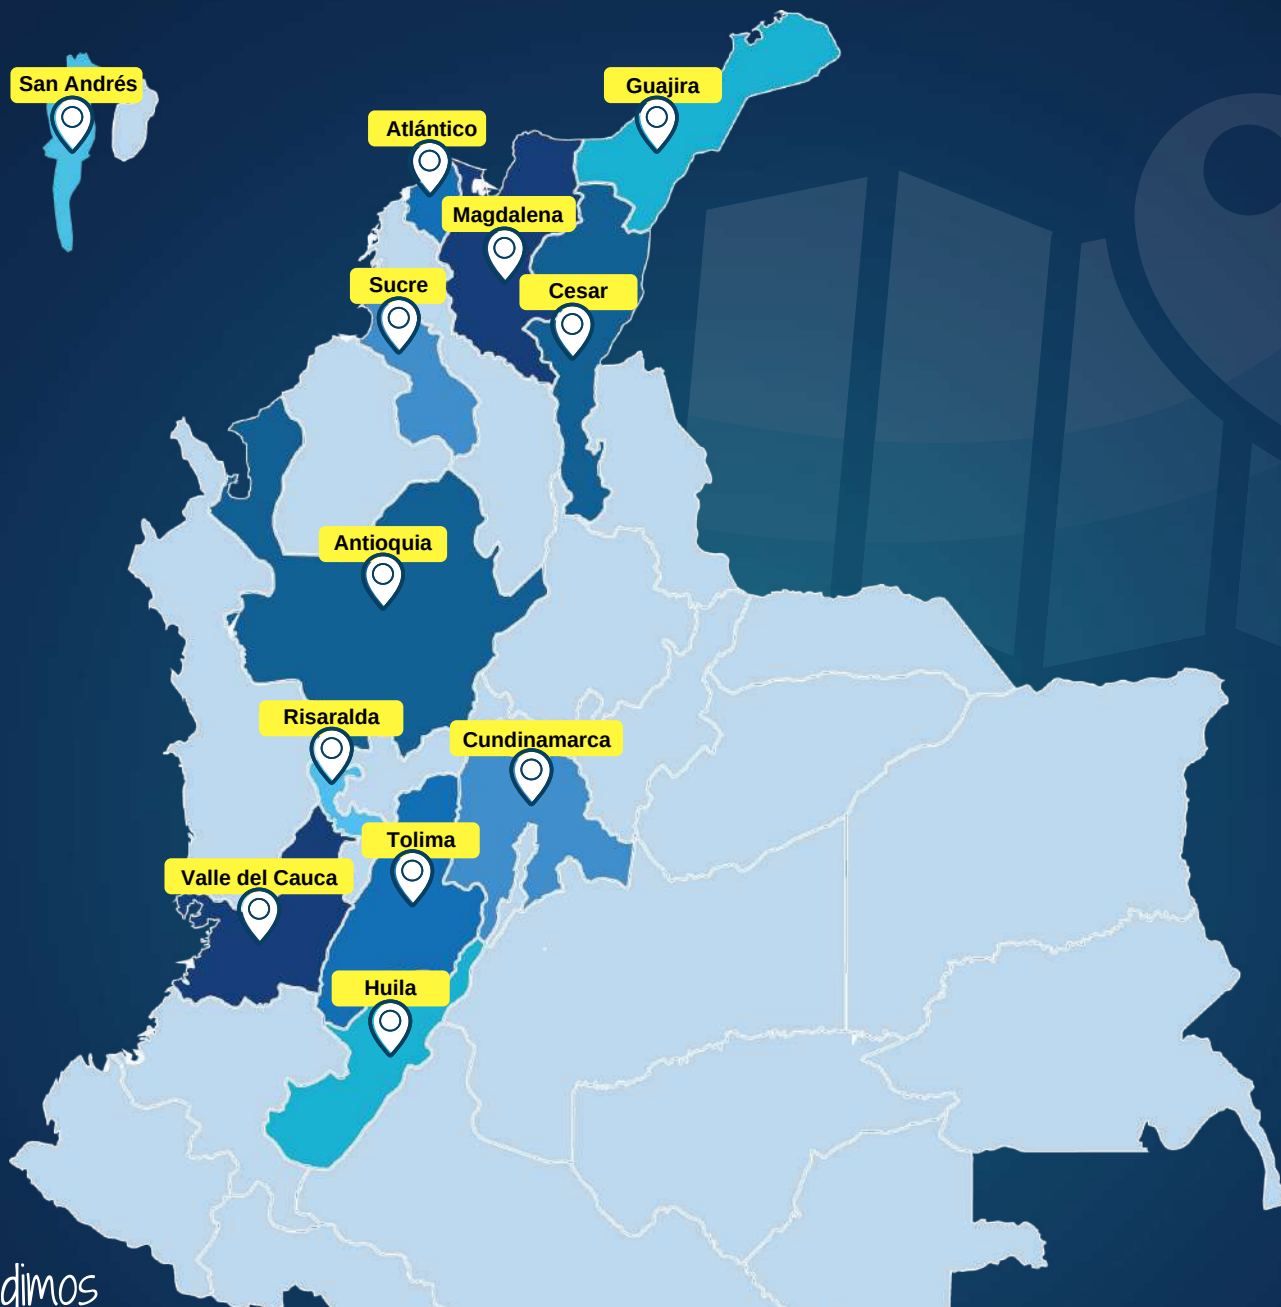 San Andrés
Guajira
Atlántico
Magdalena
Sucre
Cesar
Antioquia
Risaralda
Cundinamarca
Tolima
Valle del Cauca
Huila
dimos